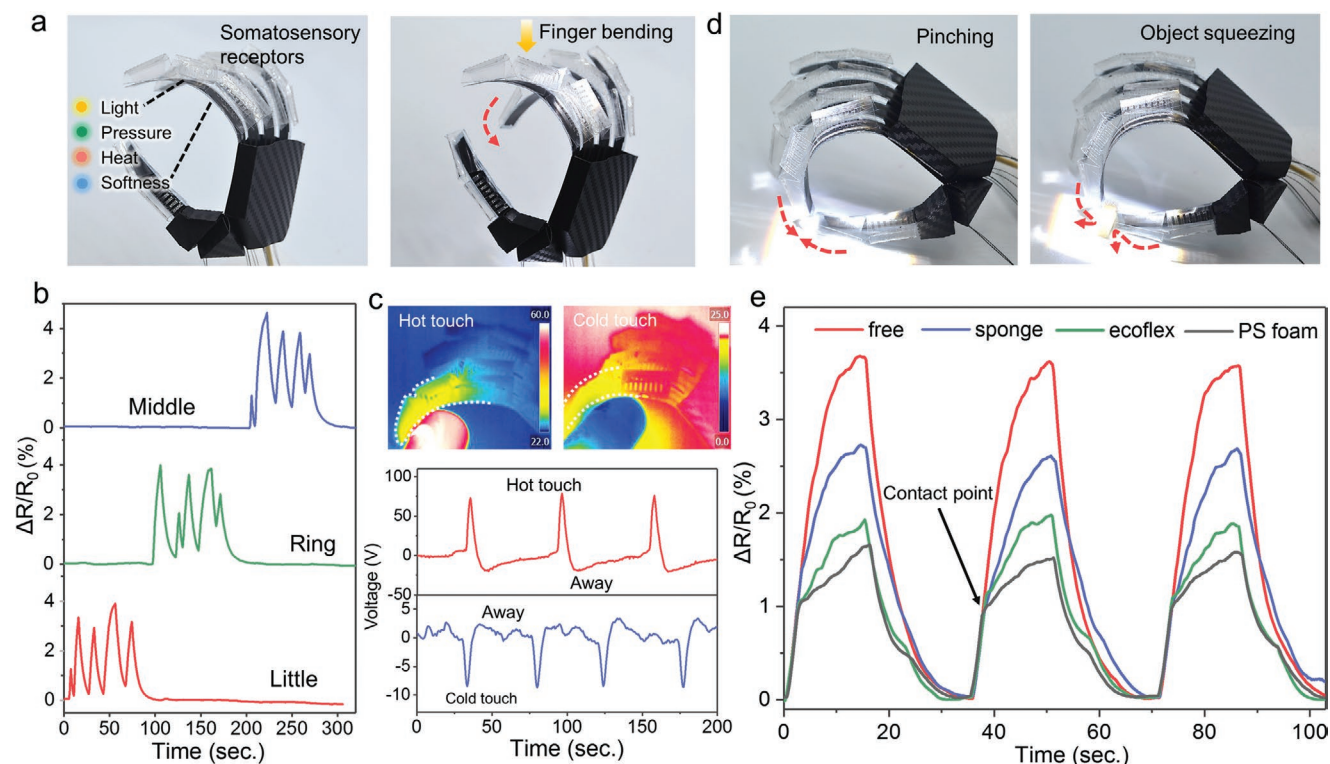 a
Somatosensory
receptors
Light
Pressure
Heat
Softness
Finger bending
d
Pinching
Object squeezing
b
4
2
0
Middle
4
2
0
Ring
4
2
0
Little
ΔR/R0 (%)
0 50 100 150 200 250 300
Time (sec.)
c
Hot touch
60.0
22.0
Cold touch
25.0
0.0
100
50
0
-50
Hot touch
Away
5
0
-5
-10
Away
Cold touch
Voltage (V)
0 50 100 150 200
Time (sec.)
e
free sponge ecoflex PS foam
4
3
2
1
0
Contact point
ΔR/R0 (%)
0 20 40 60 80 100
Time (sec.)